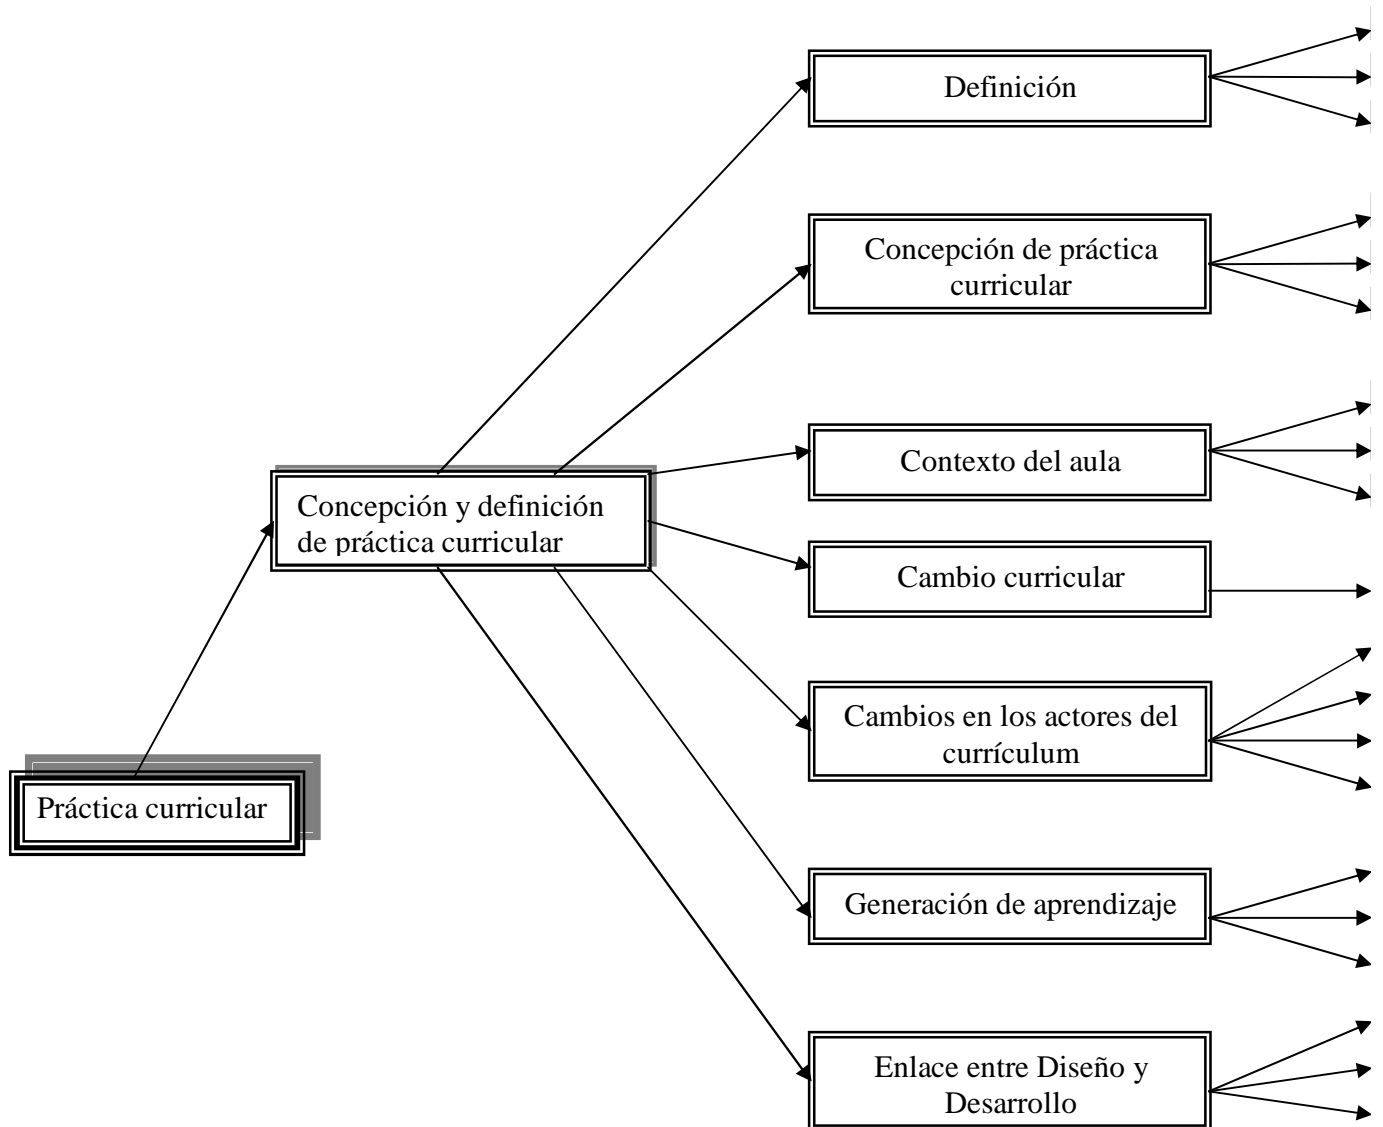 Definición
Concepción de práctica
curricular
Contexto del aula
Concepción y definición
de práctica curricular
Cambio curricular
Cambios en los actores del
currículum
Práctica curricular
Generación de aprendizaje
Enlace entre Diseño y
Desarrollo